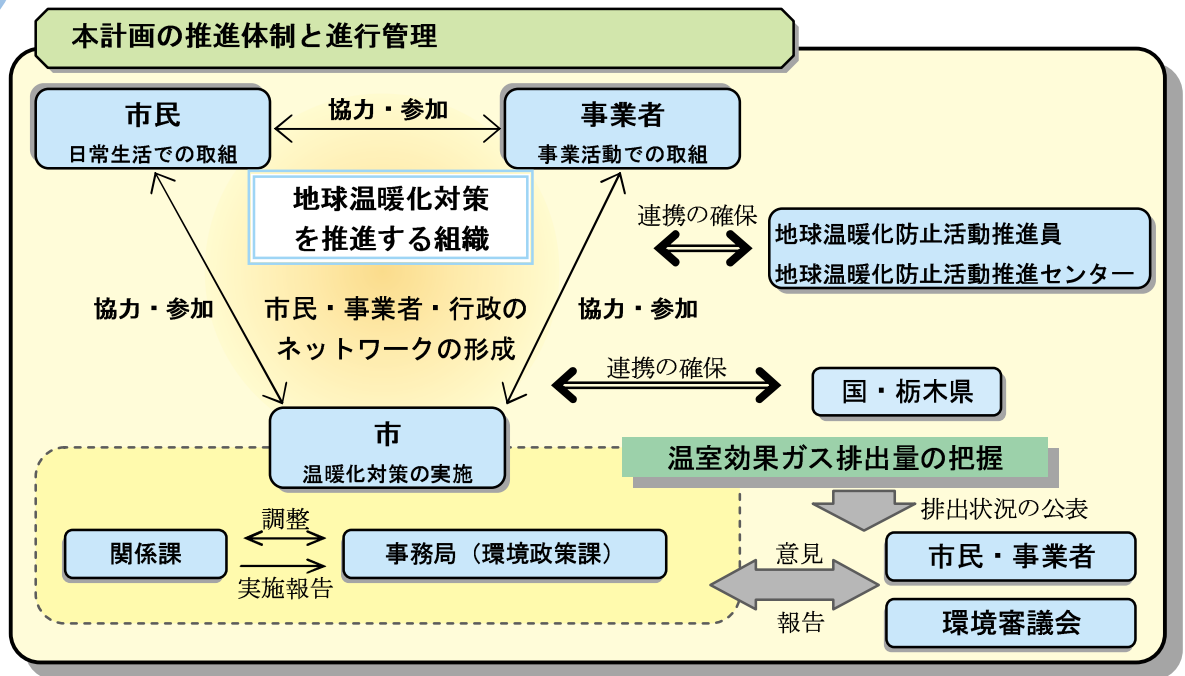 本計画の推進体制と進行管理
市民
日常生活での取組
協力・参加
事業者
事業活動での取組
地球温暖化対策
を推進する組織
連携の確保
地球温暖化防止活動推進員
地球温暖化防止活動推進センター
協力・参加
市民・事業者・行政の
ネットワークの形成
協力・参加
連携の確保
国・栃木県
市
温暖化対策の実施
温室効果ガス排出量の把握
排出状況の公表
関係課
調整
実施報告
事務局（環境政策課）
意見
報告
市民・事業者
環境審議会